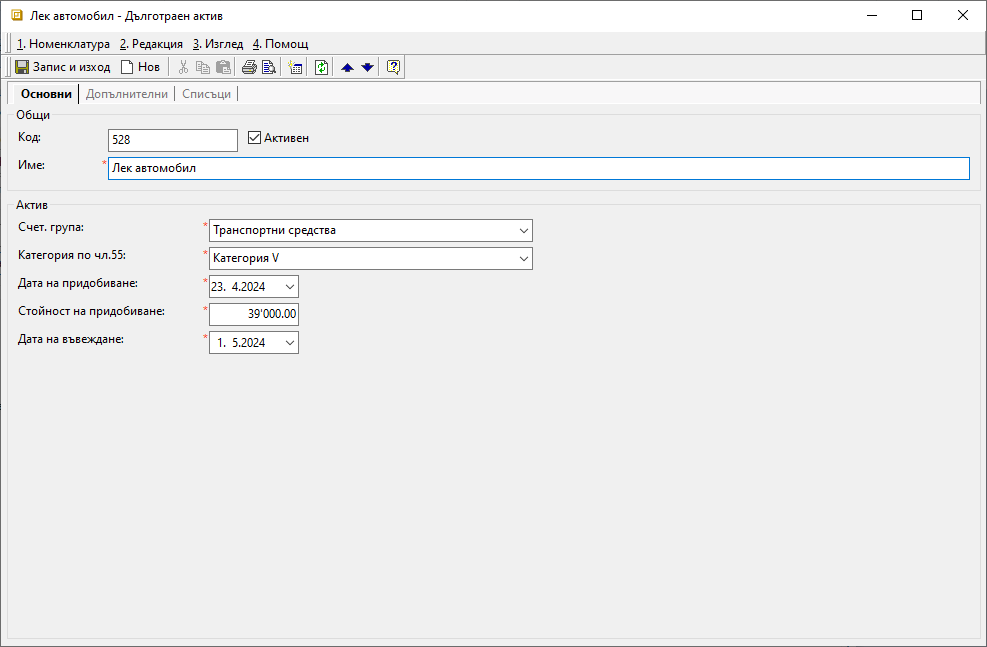 Лек автомобил - Дълготраен актив
1. Номенклатура 2. Редакция 3. Изглед 4. Помощ
Запис и изход Нов
Основни Допълнителни Списъци
Общи
Код: 528 Активен
Име: * Лек автомобил
Актив
Счет. група: * Транспортни средства
Категория по чл.55: * Категория V
Дата на придобиване: * 23. 4.2024
Стойност на придобиване: * 39'000.00
Дата на въвеждане: * 1. 5.2024